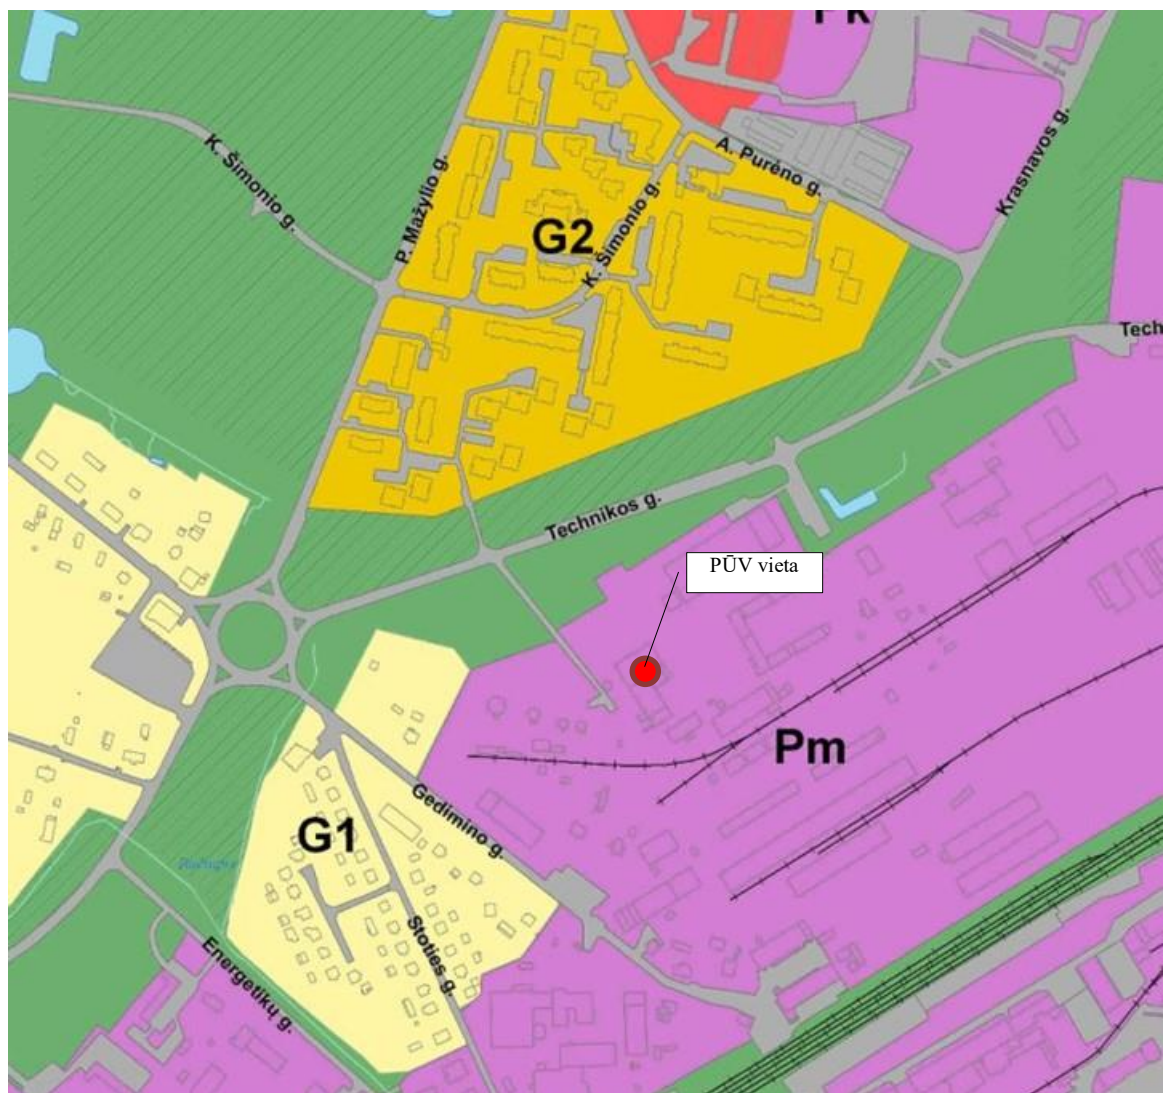 K. Šimonio g.
P. Mažylio g.
G2
K. Šimonio g.
A. Purėno g.
Krasnavos g.
Tech
Technikos g.
PŪV vieta
Pm
Gedimino g.
G1
Stoties g.
Energetikų g.